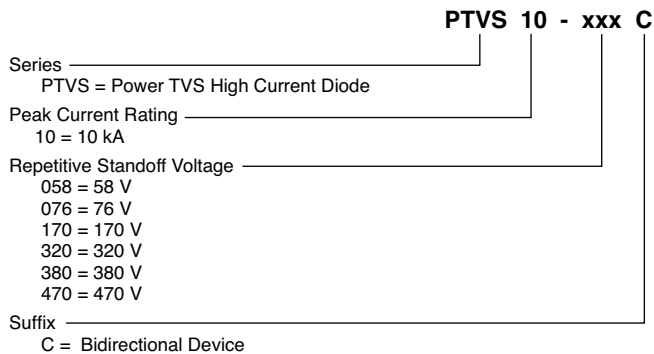 PTVS 10 - xxx C
Series
PTVS = Power TVS High Current Diode
Peak Current Rating
10 = 10 kA
Repetitive Standoff Voltage
058 = 58 V
076 = 76 V
170 = 170 V
320 = 320 V
380 = 380 V
470 = 470 V
Suffix
C = Bidirectional Device